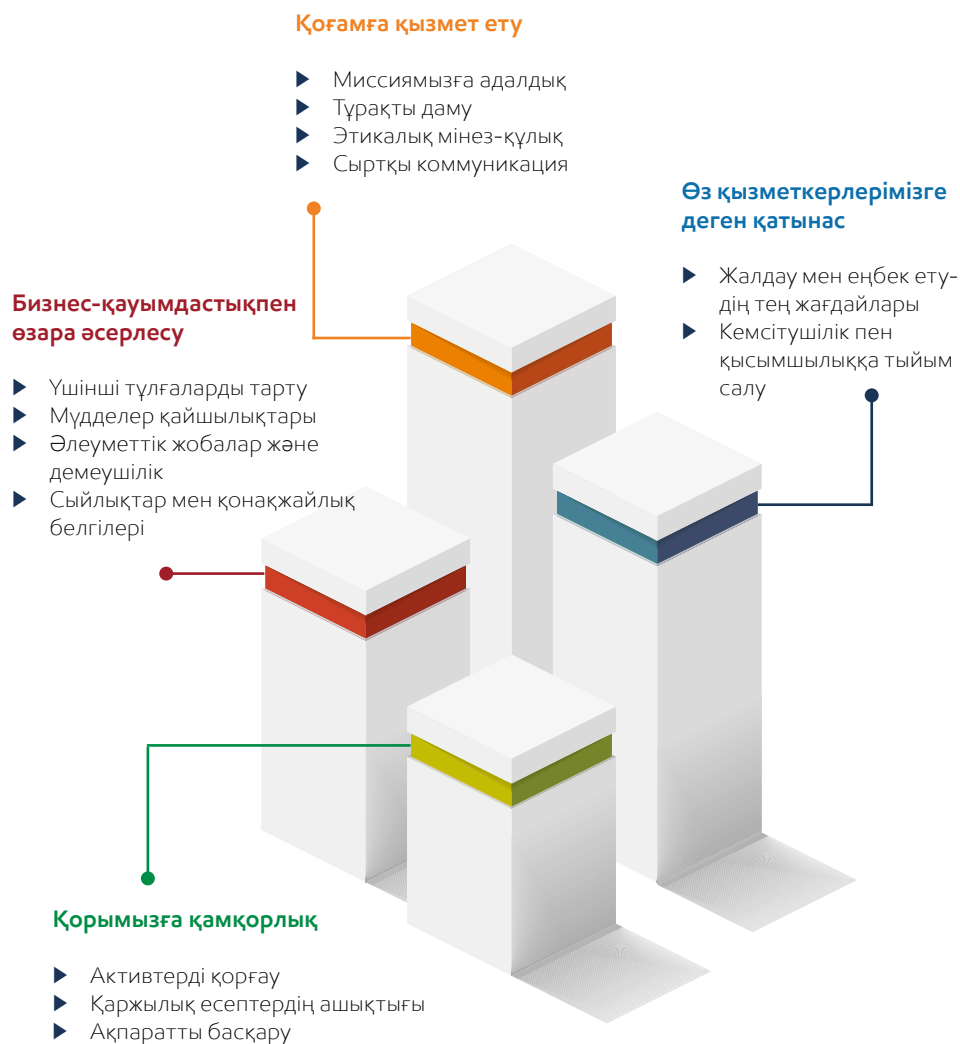 Қоғамға қызмет ету
▶ Миссиямызға адалдық
▶ Тұрақты даму
▶ Этикалық мінез-құлық
▶ Сыртқы коммуникация
Өз қызметкерлерімізге
деген қатынас
▶ Жалдау мен еңбек ету-
дің тең жағдайлары
▶ Кемсітушілік пен
қысымшылыққа тыйым
салу
Бизнес-қауымдастықпен
өзара әсерлесу
▶ Үшінші тұлғаларды тарту
▶ Мүдделер қайшылықтары
▶ Әлеуметтік жобалар және
демеушілік
▶ Сыйлықтар мен қонақжайлық
белгілері
Қорымызға қамқорлық
▶ Активтерді қорғау
▶ Қаржылық есептердің ашықтығы
▶ Ақпаратты басқару